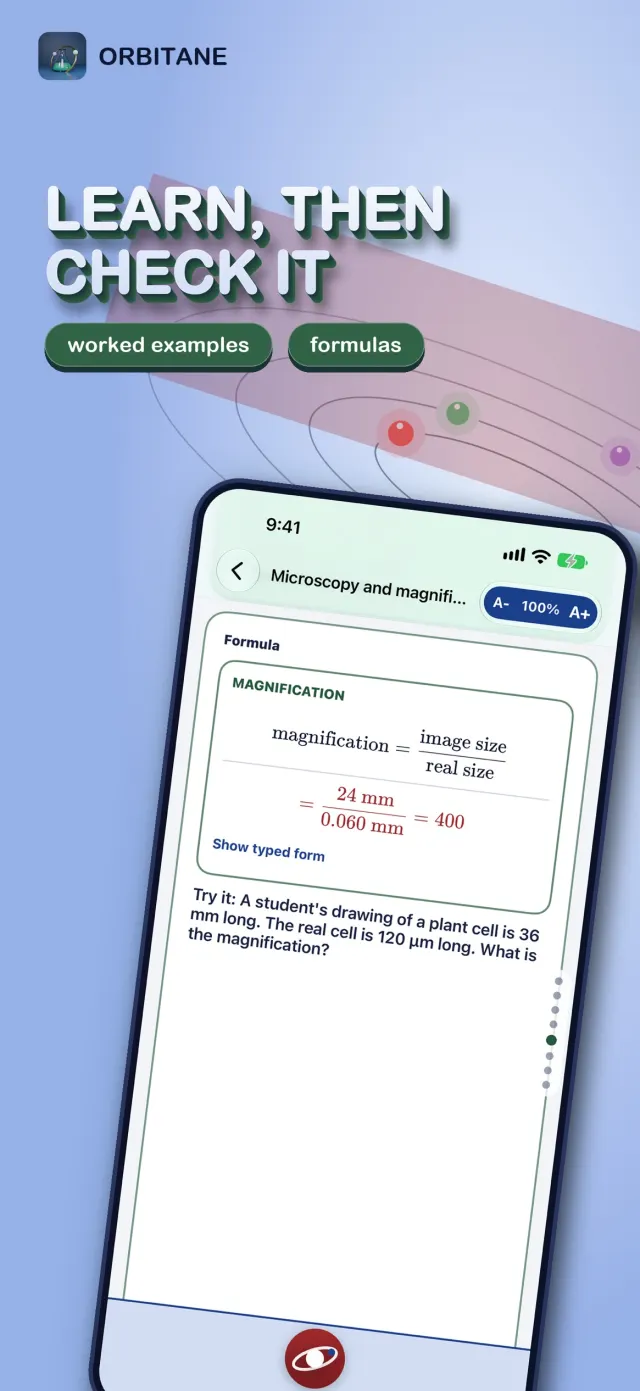 ORBITANE
LEARN, THEN
CHECK IT
worked examples
formulas
9:41
Microscopy and magnifi...
A- 100% A+
Formula
MAGNIFICATION
magnification = image size / real size
= 24 mm / 0.060 mm = 400
Show typed form
Try it: A student's drawing of a plant cell is 36
mm long. The real cell is 120 μm long. What is
the magnification?